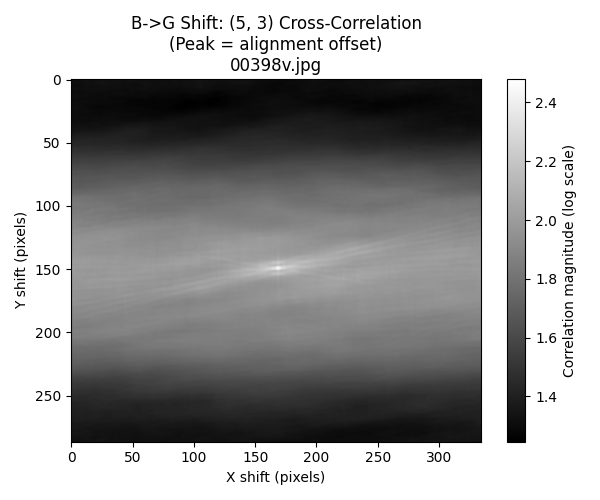 B->G Shift: (5, 3) Cross-Correlation
(Peak = alignment offset)
00398v.jpg
0
50
100
150
200
250
Y shift (pixels)
0 50 100 150 200 250 300
X shift (pixels)
2.4
2.2
2.0
1.8
1.6
1.4
Correlation magnitude (log scale)